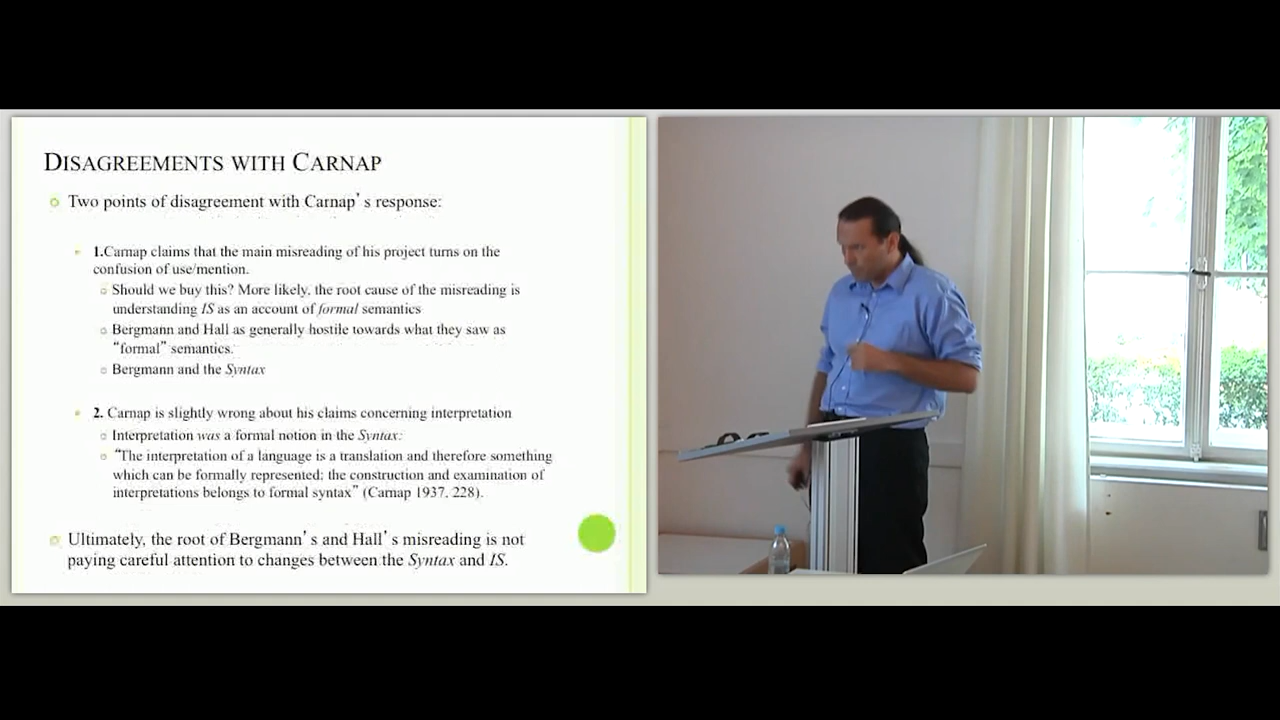 DISAGREEMENTS WITH CARNAP
Two points of disagreement with Carnap's response:
1.Carnap claims that the main misreading of his project turns on the
confusion of use/mention.
Should we buy this? More likely, the root cause of the misreading is
understanding IS as an account of formal semantics
Bergmann and Hall as generally hostile towards what they saw as
“formal” semantics.
Bergmann and the Syntax
2. Carnap is slightly wrong about his claims concerning interpretation
Interpretation was a formal notion in the Syntax:
“The interpretation of a language is a translation and therefore something
which can be formally represented; the construction and examination of
interpretations belongs to formal syntax” (Carnap 1937, 228).
Ultimately, the root of Bergmann's and Hall's misreading is not
paying careful attention to changes between the Syntax and IS.